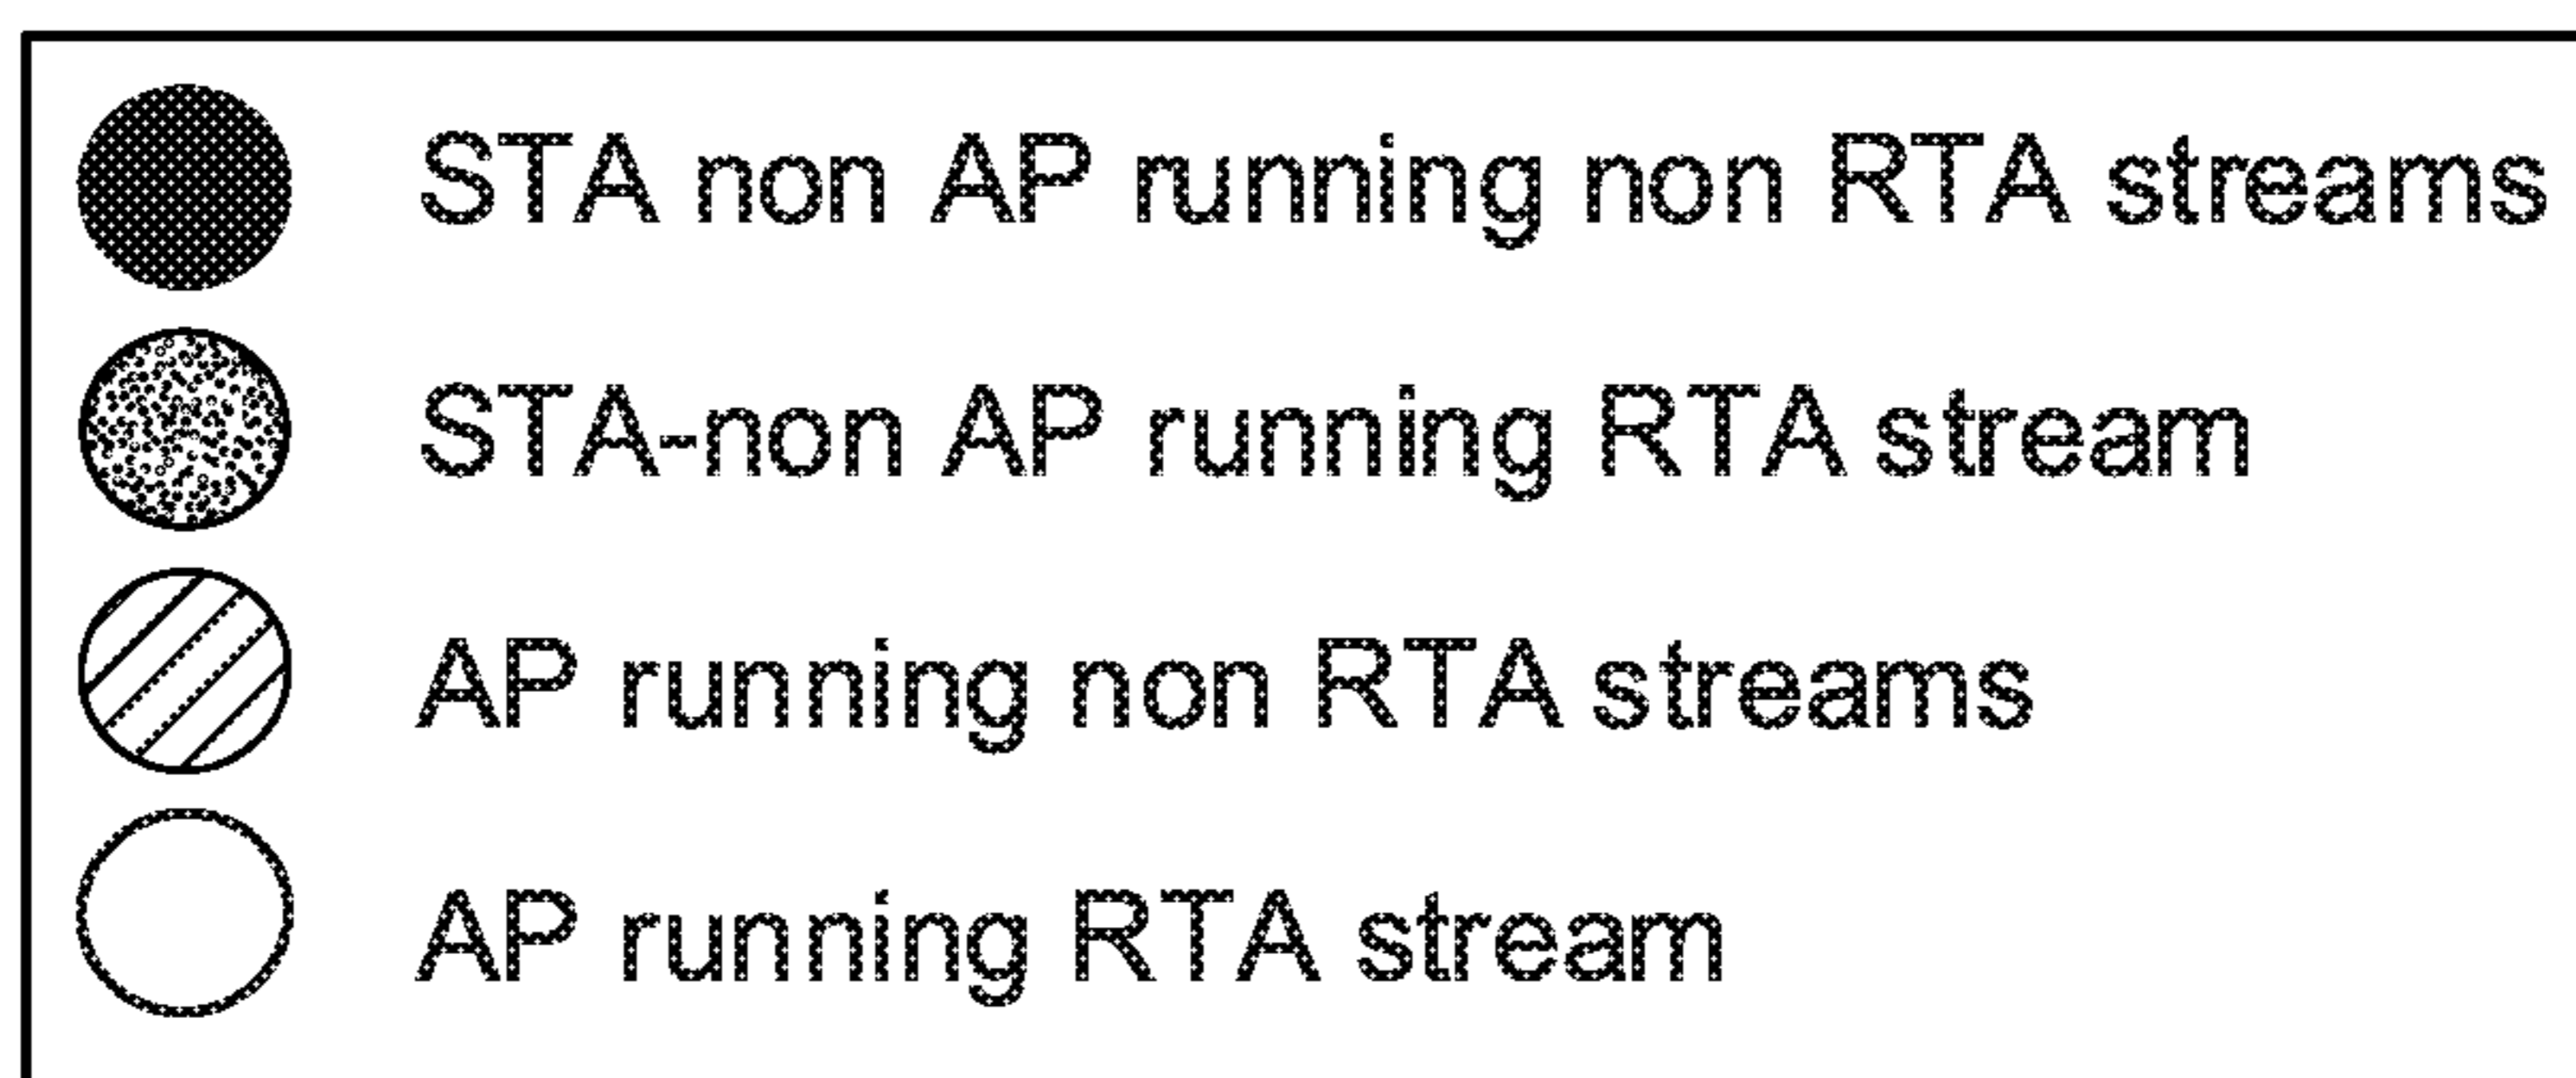 STA non AP running non RTA streams
STA-non AP running RTA stream
AP running non RTA streams
AP running RTA stream